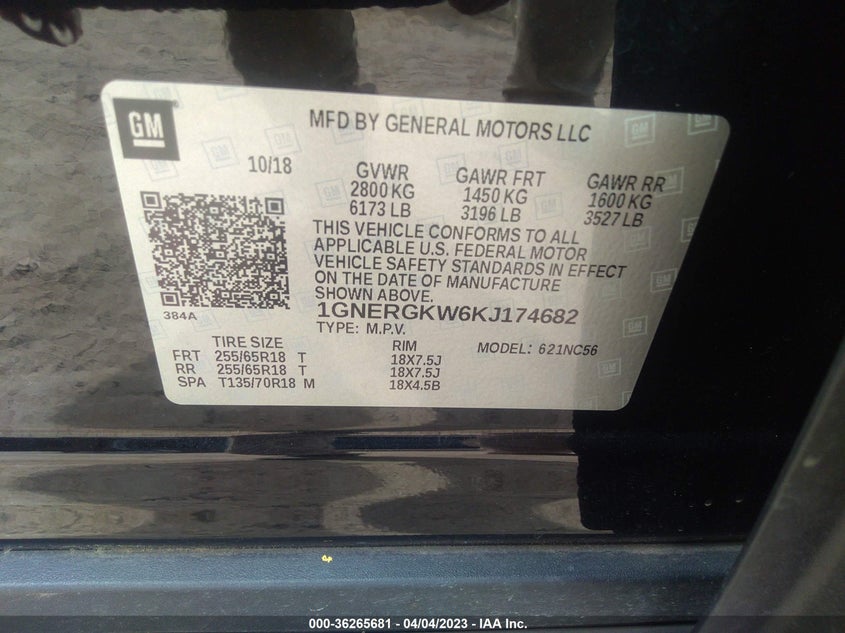 GM
MFD BY GENERAL MOTORS LLC
10/18
GVWR
2800 KG
6173 LB
GAWR FRT
1450 KG
3196 LB
GAWR RR
1600 KG
3527 LB
THIS VEHICLE CONFORMS TO ALL
APPLICABLE U.S. FEDERAL MOTOR
VEHICLE SAFETY STANDARDS IN EFFECT
ON THE DATE OF MANUFACTURE
SHOWN ABOVE.
384A
1GNERGKW6KJ174682
TYPE: M.P.V.
TIRE SIZE RIM MODEL: 621NC56
FRT 255/65R18 T 18X7.5J
RR 255/65R18 T 18X7.5J
SPA T135/70R18 M 18X4.5B
000-36265681 - 04/04/2023 - © IAA Inc.